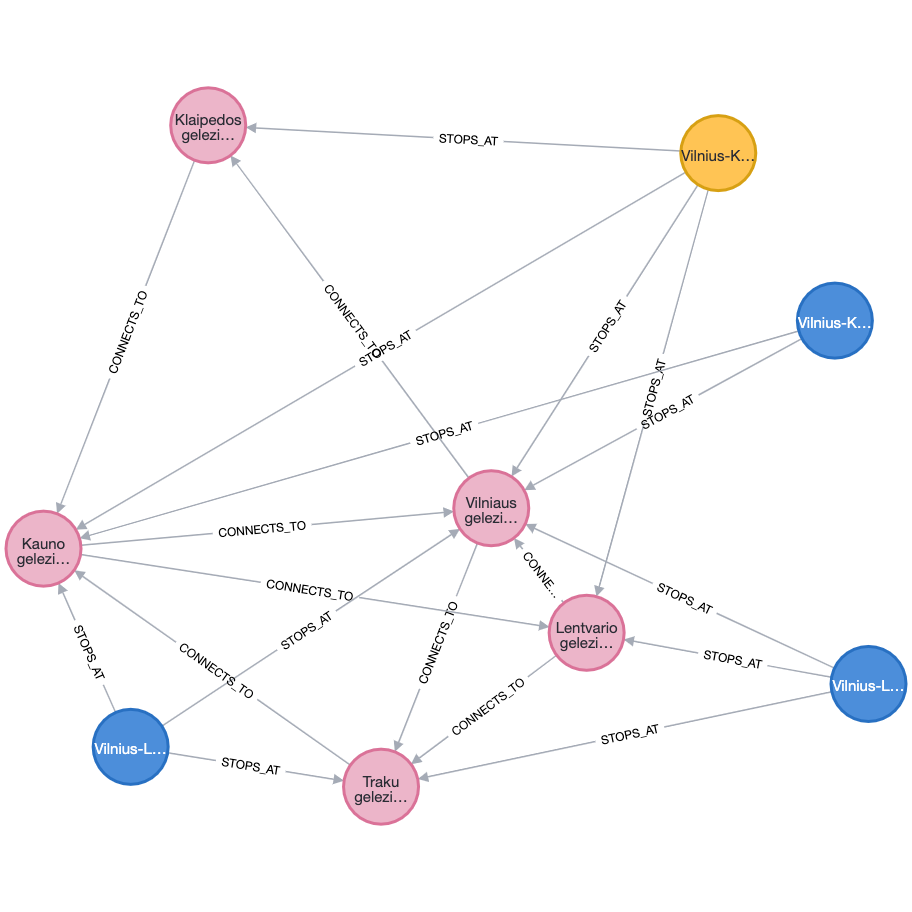 Klaipedos
gelezi...
STOPS_AT
Vilnius-K...
CONNECTS_TO
CONNECTS_TO
STOPS_AT
STOPS_AT
Vilnius-K...
STOPS_AT
STOPS_AT
STOPS_AT
Vilniaus
gelezi...
Kauno
gelezi...
CONNECTS_TO
CONNE...
CONNECTS_TO
STOPS_AT
STOPS_AT
Lentvario
gelezi...
STOPS_AT
CONNECTS_TO
CONNECTS_TO
STOPS_AT
Vilnius-L...
CONNECTS_TO
STOPS_AT
Vilnius-L...
STOPS_AT
Traku
gelezi...